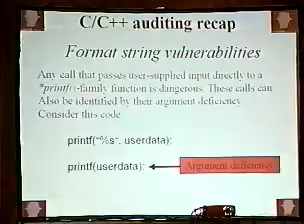 C/C++ auditing recap
Format string vulnerabilities
Any call that passes user-supplied input directly to a
*printf()-family function is dangerous. These calls can
Also be identified by their argument deficiency.
Consider this code
printf("%s", userdata);
printf(userdata);
Argument deficiency